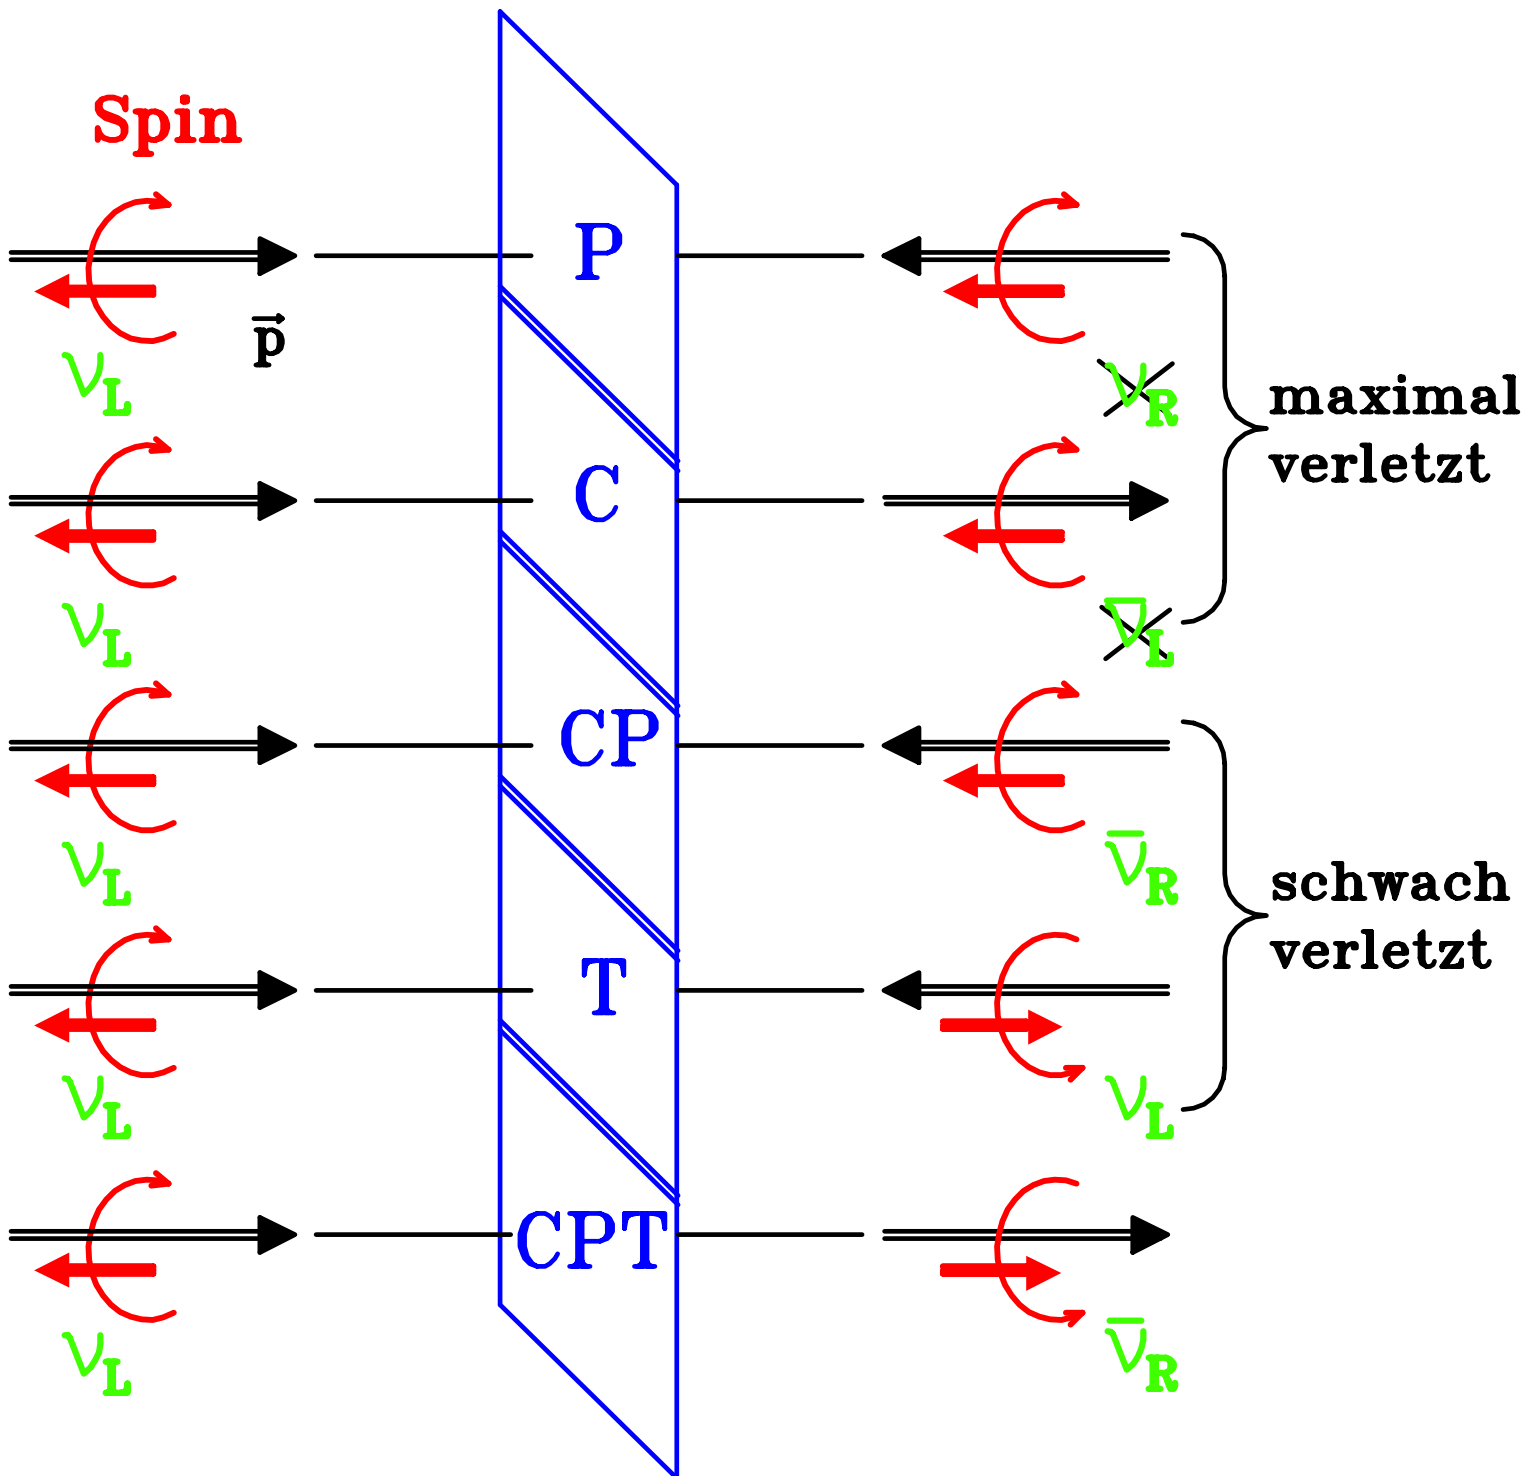 Spin
P
p⃗
ν_L
ν_R
maximal
verletzt
C
ν_L
ν̅_L
CP
ν_L
ν̅_R
schwach
verletzt
T
ν_L
ν_L
CPT
ν_L
ν̅_R